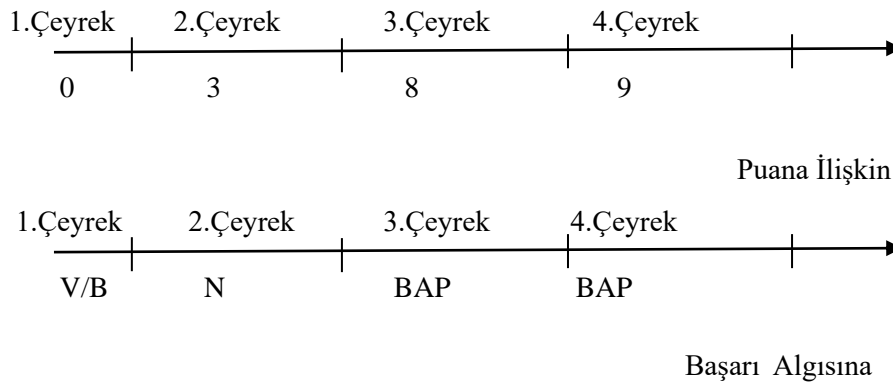 1.Çeyrek 2.Çeyrek 3.Çeyrek 4.Çeyrek
0 3 8 9
Puana İlişkin
1.Çeyrek 2.Çeyrek 3.Çeyrek 4.Çeyrek
V/B N BAP BAP
Başarı Algısına